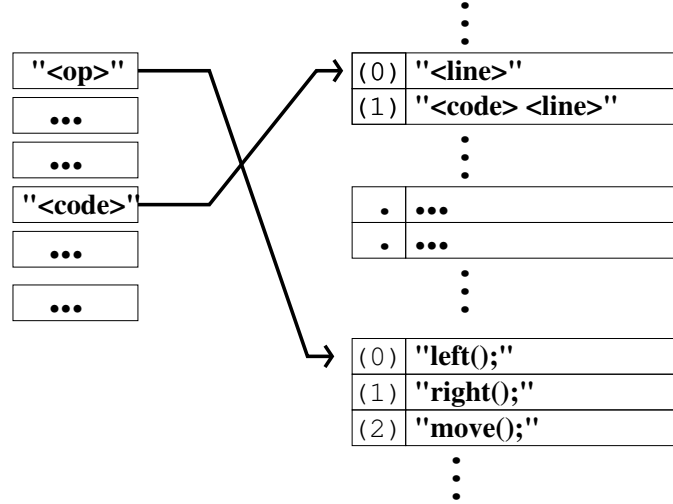 "<op>"
...
...
"<code>"
...
...
(0) "<line>"
(1) "<code> <line>"
. ...
. ...
(0) "left();"
(1) "right();"
(2) "move();"